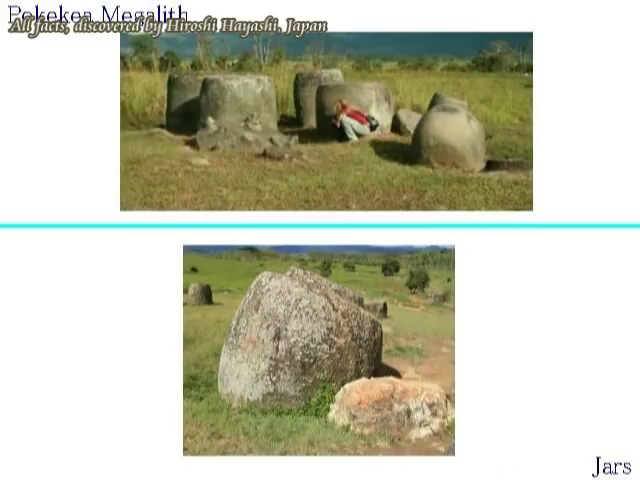 Pokekea Megalith
All facts, discovered by Hiroshi Hayashi, Japan
Jars